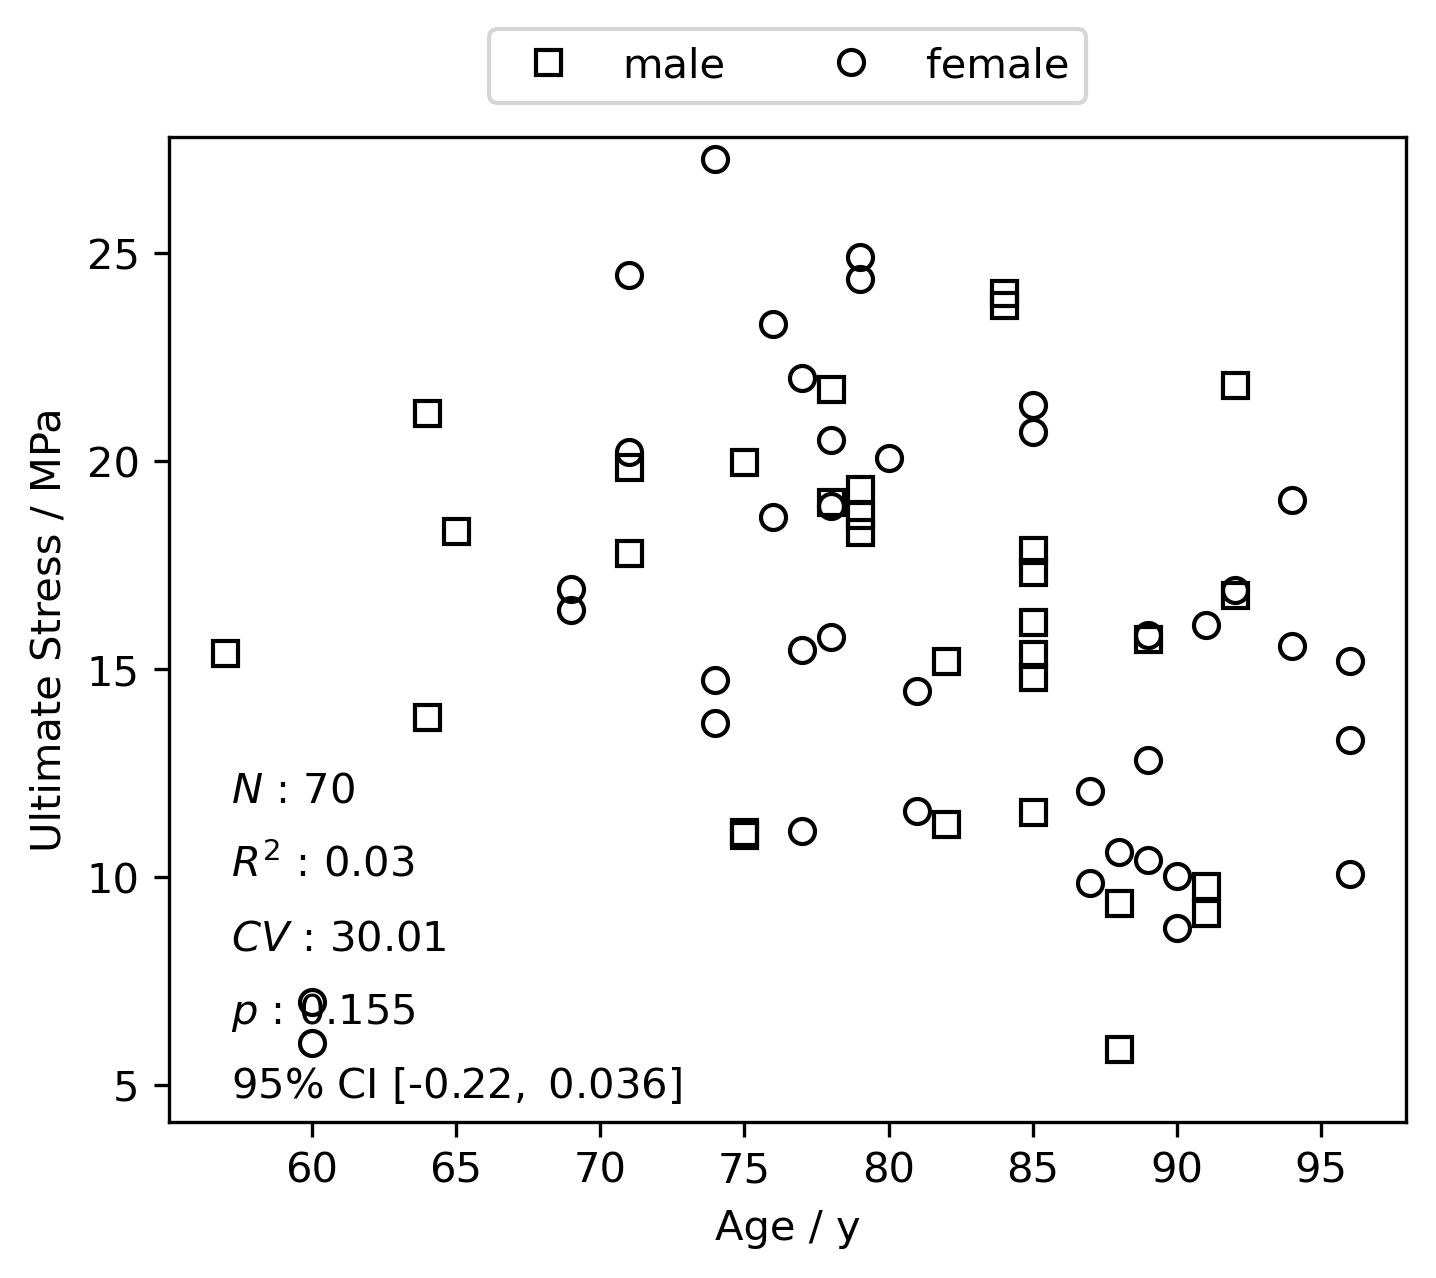 male female
25
20
15
10
5
Ultimate Stress / MPa
N : 70
R² : 0.03
CV : 30.01
p : 0.155
95% CI [-0.22, 0.036]
60 65 70 75 80 85 90 95
Age / y